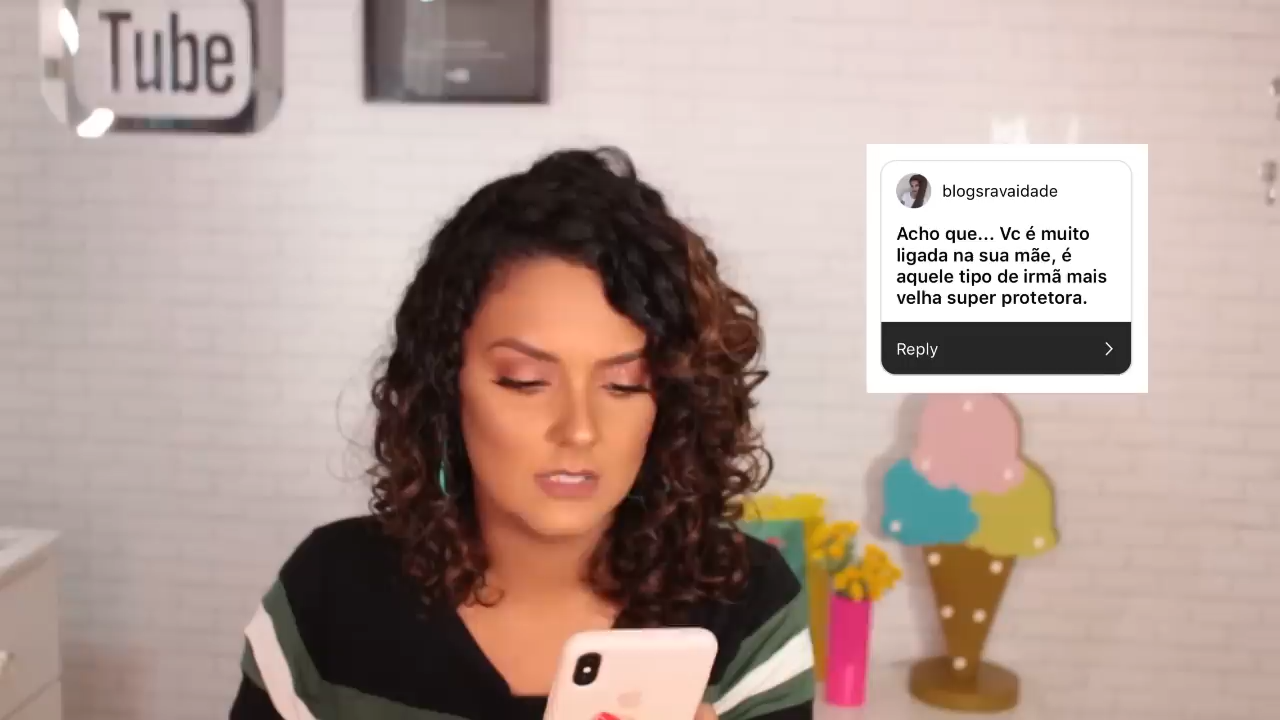 Tube
blogsravaidade
Acho que... Vc é muito
ligada na sua mãe, é
aquele tipo de irmã mais
velha super protetora.
Reply